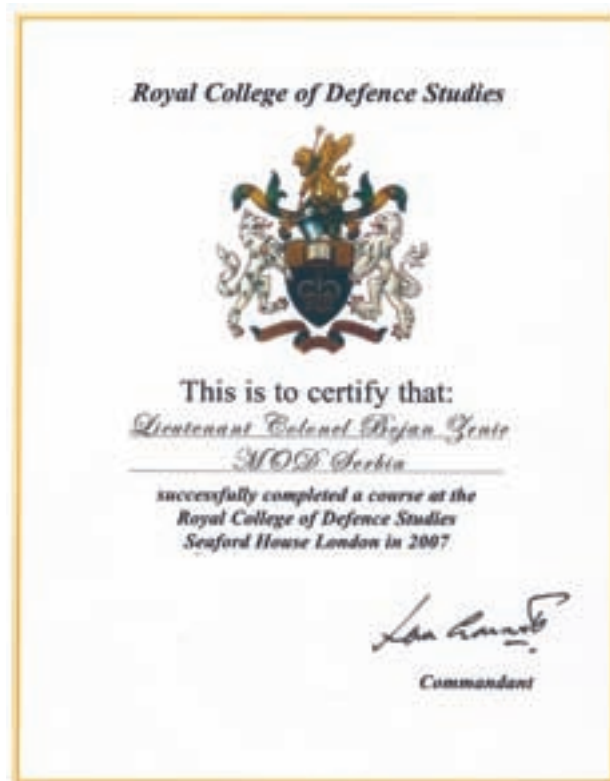 Royal College of Defence Studies
This is to certify that:
Lieutenant Colonel Bojan Zenir
MOD Serbia
successfully completed a course at the
Royal College of Defence Studies
Seaford House London in 2007
Commandant